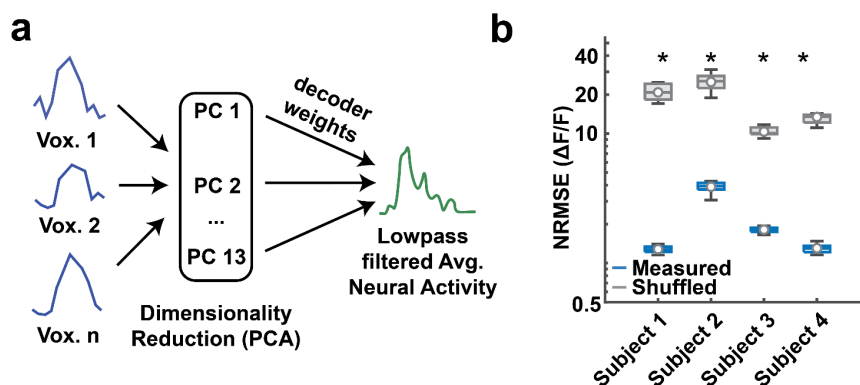 a
Vox. 1
Vox. 2
Vox. n
PC 1
PC 2
...
PC 13
Dimensionality
Reduction (PCA)
decoder
weights
Lowpass
filtered Avg.
Neural Activity
b
NRMSE (ΔF/F)
40
20
10
0.5
* * * *
Measured
Shuffled
Subject 1
Subject 2
Subject 3
Subject 4